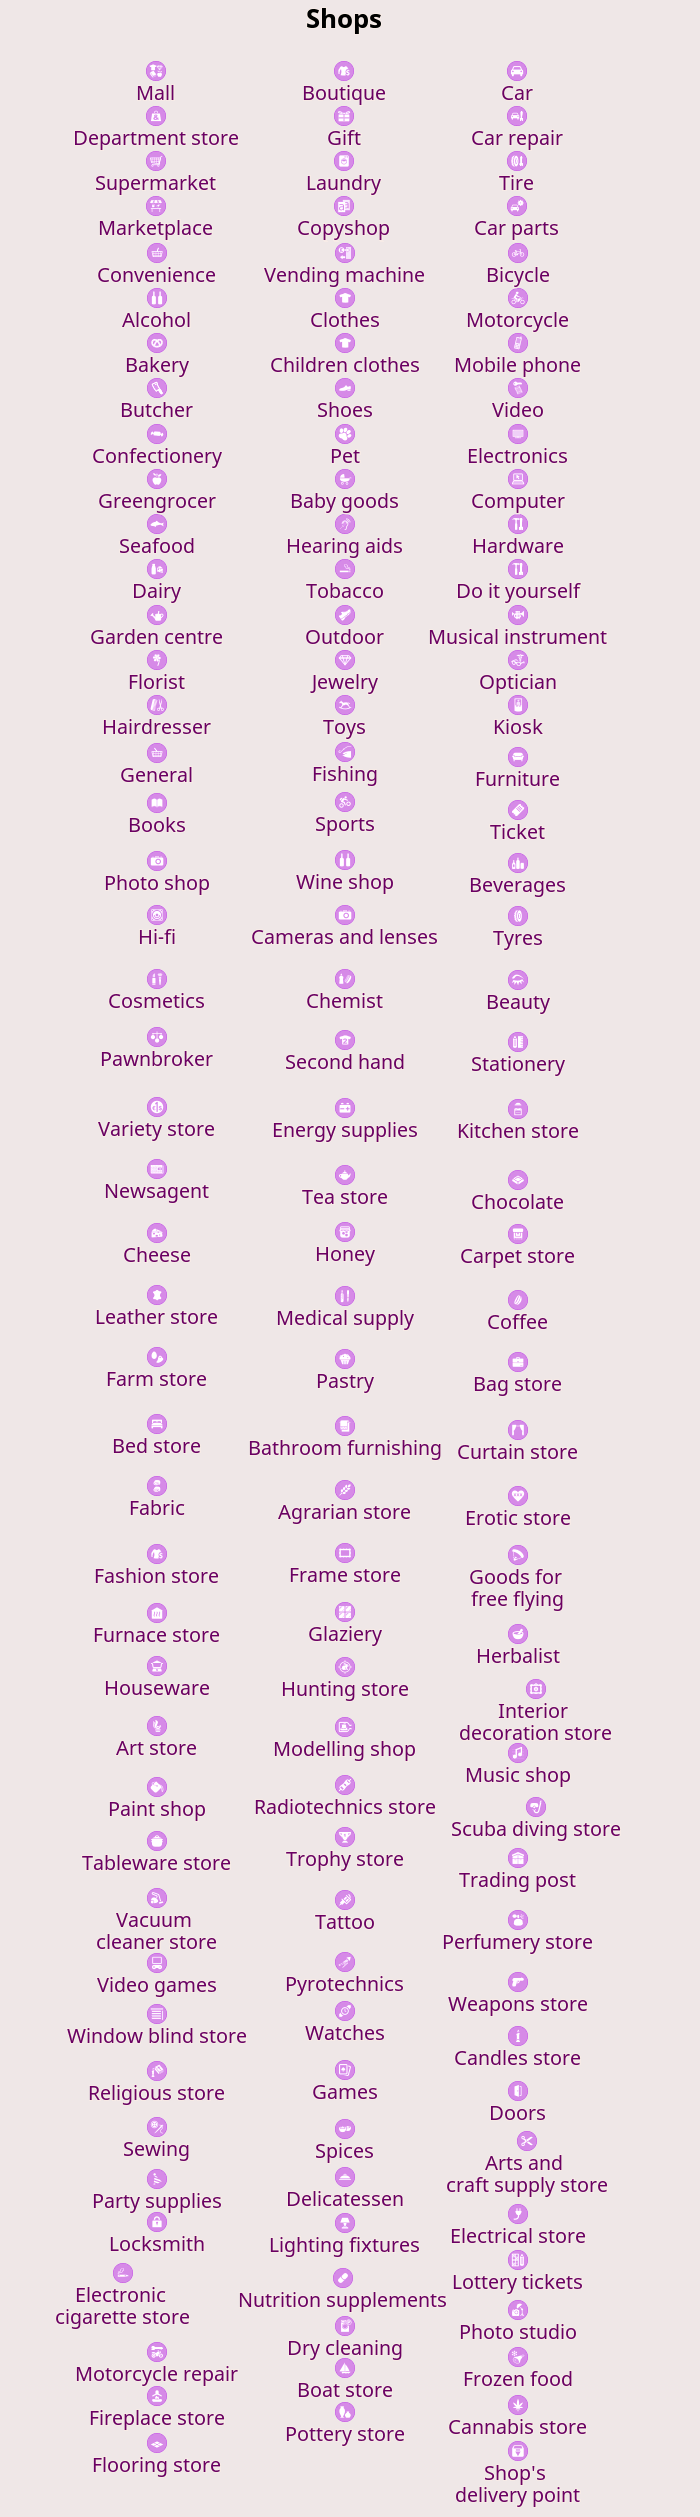 Shops
Mall
Boutique
Car
Department store
Gift
Car repair
Supermarket
Laundry
Tire
Marketplace
Copyshop
Car parts
Convenience
Vending machine
Bicycle
Alcohol
Clothes
Motorcycle
Bakery
Children clothes
Mobile phone
Butcher
Shoes
Video
Confectionery
Pet
Electronics
Greengrocer
Baby goods
Computer
Seafood
Hearing aids
Hardware
Dairy
Tobacco
Do it yourself
Garden centre
Outdoor
Musical instrument
Florist
Jewelry
Optician
Hairdresser
Toys
Kiosk
General
Fishing
Furniture
Books
Sports
Ticket
Photo shop
Wine shop
Beverages
Hi-fi
Cameras and lenses
Tyres
Cosmetics
Chemist
Beauty
Pawnbroker
Second hand
Stationery
Variety store
Energy supplies
Kitchen store
Newsagent
Tea store
Chocolate
Cheese
Honey
Carpet store
Leather store
Medical supply
Coffee
Farm store
Pastry
Bag store
Bed store
Bathroom furnishing
Curtain store
Fabric
Agrarian store
Erotic store
Fashion store
Frame store
Goods for
free flying
Furnace store
Glaziery
Herbalist
Houseware
Hunting store
Interior
decoration store
Art store
Modelling shop
Music shop
Paint shop
Radiotechnics store
Scuba diving store
Tableware store
Trophy store
Trading post
Vacuum
cleaner store
Tattoo
Perfumery store
Video games
Pyrotechnics
Weapons store
Window blind store
Watches
Candles store
Religious store
Games
Doors
Sewing
Spices
Arts and
craft supply store
Party supplies
Delicatessen
Electrical store
Locksmith
Lighting fixtures
Lottery tickets
Electronic
cigarette store
Nutrition supplements
Photo studio
Motorcycle repair
Dry cleaning
Frozen food
Fireplace store
Boat store
Cannabis store
Flooring store
Pottery store
Shop's
delivery point